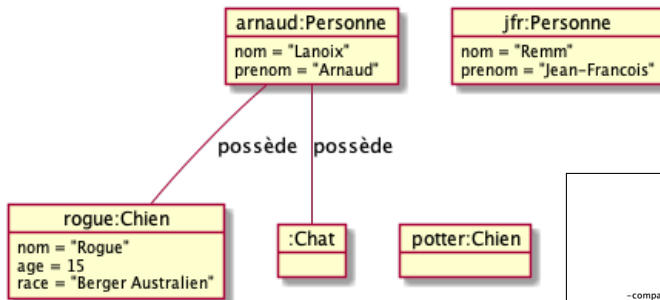 arnaud:Personne
nom = "Lanoix"
prenom = "Arnaud"
jfr:Personne
nom = "Remm"
prenom = "Jean-Francois"
possède
possède
rogue:Chien
nom = "Rogue"
age = 15
race = "Berger Australien"
:Chat
potter:Chien